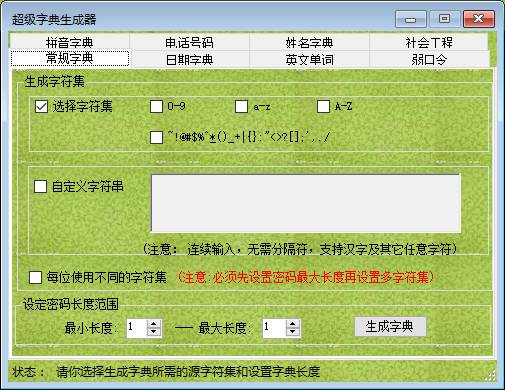 超级字典生成器
拼音字典 电话号码 姓名字典 社会工程
常规字典 日期字典 英文单词 弱口令
生成字符集
选择字符集 0-9 a-z A-Z
~!@#$%^*()_+|{}:"<>?[];',./
自定义字符串
(注意: 连续输入,无需分隔符,支持汉字及其它任意字符)
每位使用不同的字符集 (注意:必须先设置密码最大长度再设置多字符集)
设定密码长度范围
最小长度: 1 — 最大长度: 1 生成字典
状态: 请你选择生成字典所需的源字符集和设置字典长度